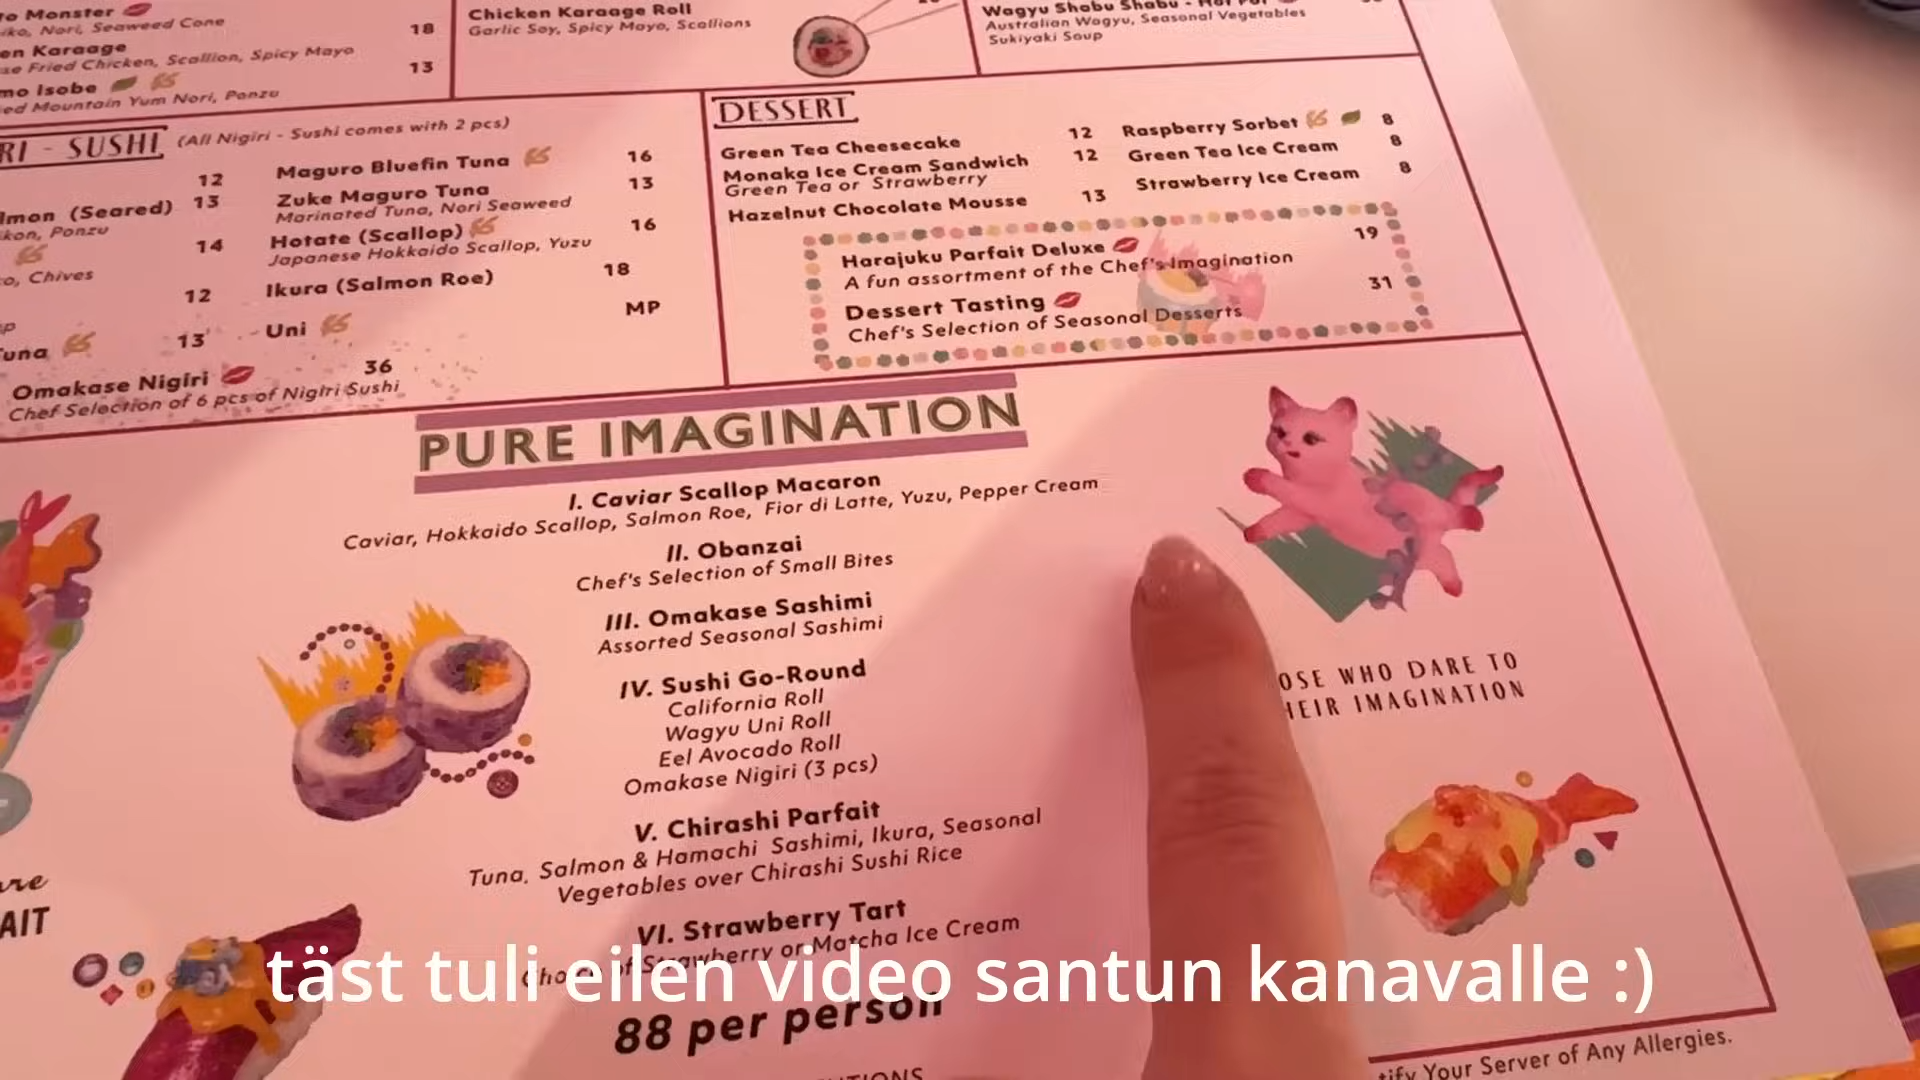 Monster
Nori, Seaweed Cone
18
Karaage
Fried Chicken, Scallion, Spicy Mayo
13
Isobe
Mountain Yum Nori, Ponzu
Chicken Karaage Roll
Garlic Soy, Spicy Mayo, Scallions
Wagyu Shabu Shabu - Hot Pot
Australian Wagyu, Seasonal Vegetables
Sukiyaki Soup
- SUSHI (All Nigiri - Sushi comes with 2 pcs)
12
(Seared) 13
Ponzu
14
Chives
12
13
Maguro Bluefin Tuna 16
Zuke Maguro Tuna 13
Marinated Tuna, Nori Seaweed
Hotate (Scallop) 16
Japanese Hokkaido Scallop, Yuzu
Ikura (Salmon Roe) 18
Uni MP
Omakase Nigiri 36
Chef Selection of 6 pcs of Nigiri Sushi
DESSERT
Green Tea Cheesecake 12
Monaka Ice Cream Sandwich 12
Green Tea or Strawberry
Hazelnut Chocolate Mousse 13
Raspberry Sorbet 8
Green Tea Ice Cream 8
Strawberry Ice Cream 8
Harajuku Parfait Deluxe 19
A fun assortment of the Chef's Imagination
Dessert Tasting 31
Chef's Selection of Seasonal Desserts
PURE IMAGINATION
I. Caviar Scallop Macaron
Caviar, Hokkaido Scallop, Salmon Roe, Fior di Latte, Yuzu, Pepper Cream
II. Obanzai
Chef's Selection of Small Bites
III. Omakase Sashimi
Assorted Seasonal Sashimi
IV. Sushi Go-Round
California Roll
Wagyu Uni Roll
Eel Avocado Roll
Omakase Nigiri (3 pcs)
V. Chirashi Parfait
Tuna, Salmon & Hamachi Sashimi, Ikura, Seasonal
Vegetables over Chirashi Sushi Rice
VI. Strawberry Tart
Choice of Strawberry or Matcha Ice Cream
88 per person
WHO DARE TO
IMAGINATION
Your Server of Any Allergies.
täst tuli eilen video santun kanavalle :)